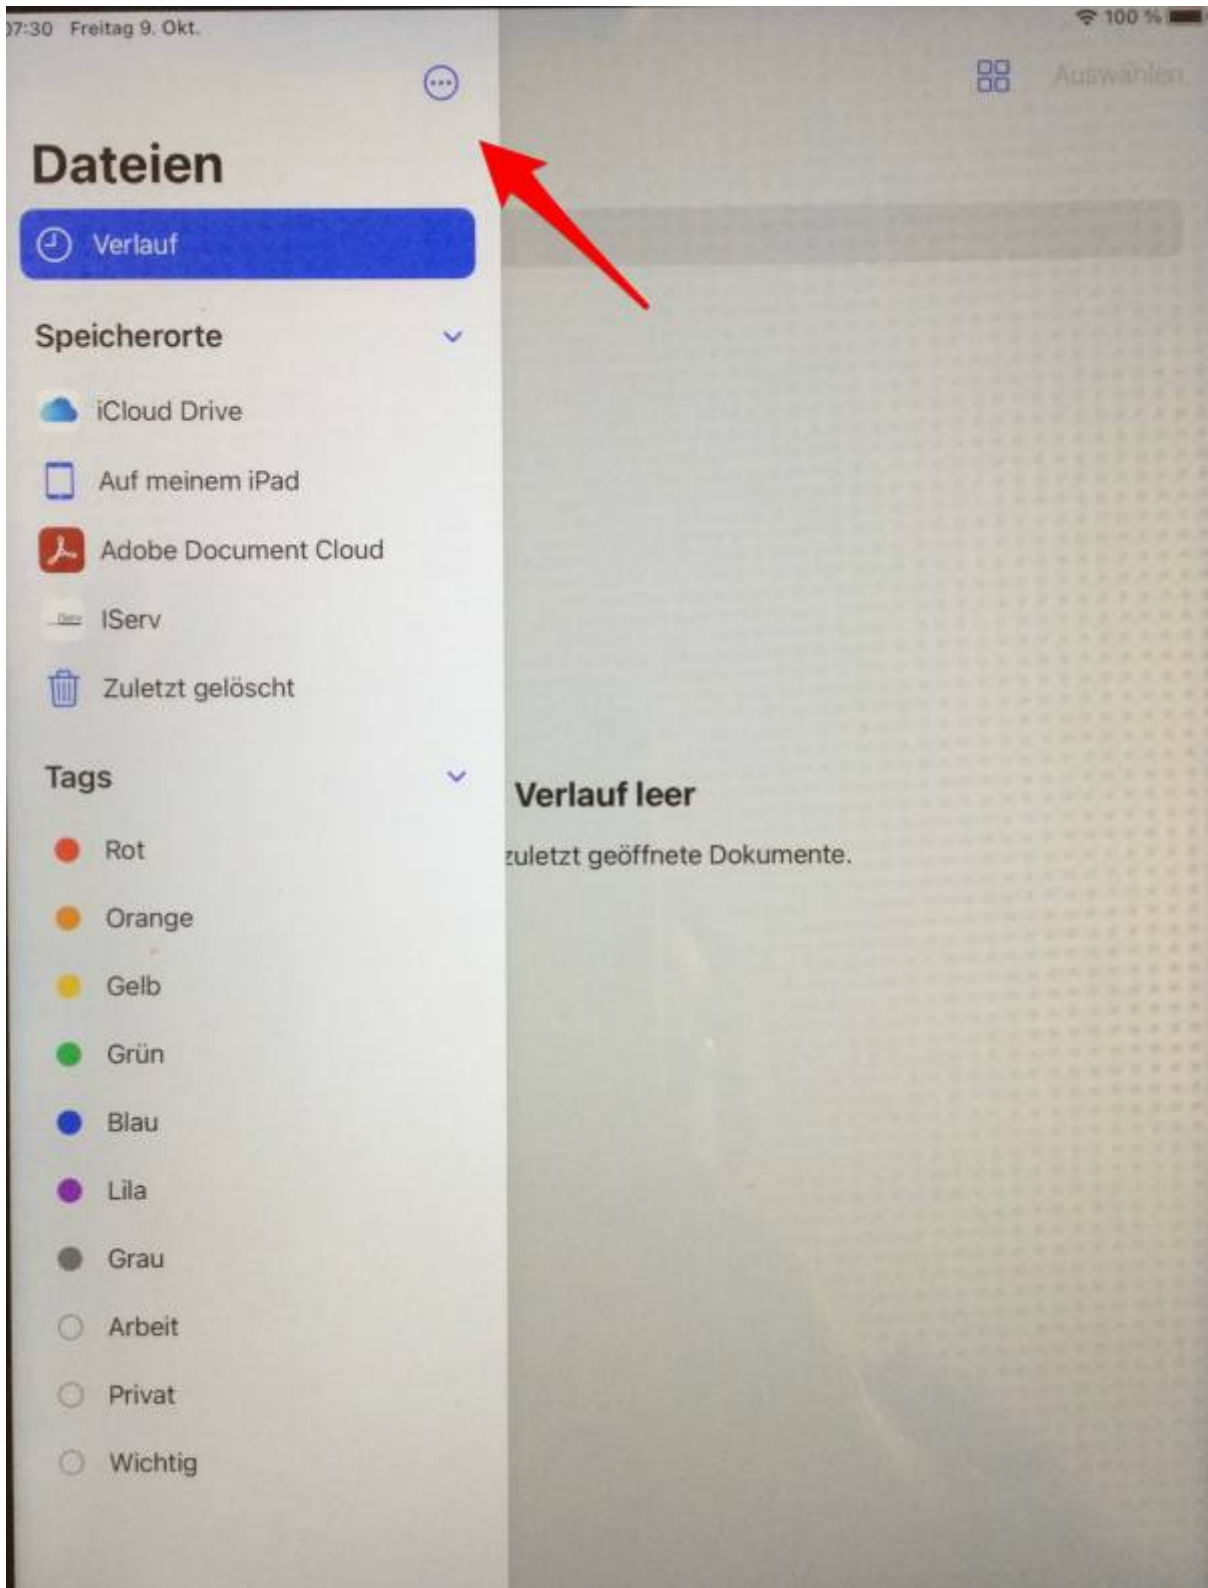 07:30 Freitag 9. Okt.
100 %
Auswählen
Dateien
Verlauf
Speicherorte
iCloud Drive
Auf meinem iPad
Adobe Document Cloud
IServ
Zuletzt gelöscht
Tags
Verlauf leer
zuletzt geöffnete Dokumente.
Rot
Orange
Gelb
Grün
Blau
Lila
Grau
Arbeit
Privat
Wichtig